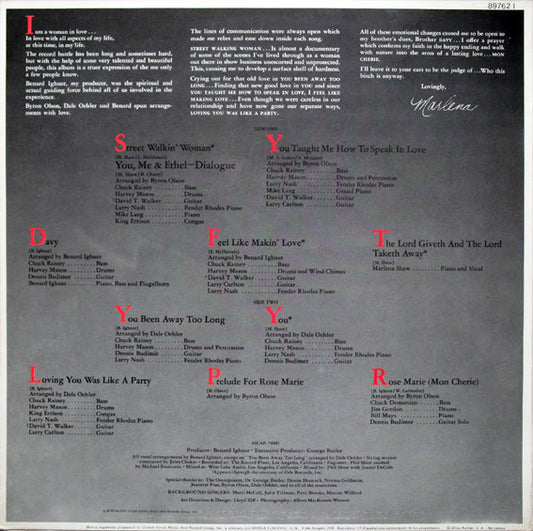 89762 I
I am a woman in love...
In love with all aspects of my life,
at this time, in my life.
The record battle has been long and sometimes hard,
but with the help of some very talented and beautiful
people, this album is a truer expression of the me only
a few people know.
Benard Ighner, my producer, was the spiritual and
actual guiding force behind all of us involved in the
experience.
Byron Olson, Dale Oehler and Benard spun arrange-
ments with love.
The lines of communication were always open which
made me relax and ease down inside each song.
STREET WALKING WOMAN... Is almost a documentary
of some of the scenes I've lived through as a woman
out there in show business unescorted and unprotected.
This, causing me to develop a surface shell of hardness.
Crying out for that old love in YOU BEEN AWAY TOO
LONG... Finding that new good love in you and since
YOU TAUGHT ME HOW TO SPEAK IN LOVE, I FEEL LIKE
MAKING LOVE... Even though we were careless in our
relationship and have now gone our separate ways,
LOVING YOU WAS LIKE A PARTY.
All of these emotional changes caused me to open up
to my brother's dues, Brother DAVY...I offer a prayer
which confirms my faith in the happy ending and walk
with nature into the arms of a lasting love...MON
CHERIE.
I'll leave it to your ears to be the judge of...Who this
bitch is anyway.
Lovingly,
Marlena
SIDE ONE
Street Walkin' Woman*
You, Me & Ethel—Dialogue
(M. Shaw/B. Olson)
Arranged by Byron Olson
Chuck Rainey Bass
Harvey Mason Drums
David T. Walker Guitar
Larry Nash Fender Rhodes Piano
Mike Lang Piano
King Errison Congas
You Taught Me How To Speak In Love
Arranged by Byron Olson
Chuck Rainey Bass
Harvey Mason Drums and Percussion
Larry Nash Fender Rhodes Piano
Mike Lang Grand Piano
David T. Walker Guitar
Larry Carlton Guitar
Davy
(B. Ighner)
Arranged by Benard Ighner
Chuck Rainey Bass
Harvey Mason Drums
Dennis Budimer Guitar
Benard Ighner Piano, Bass and Flugelhorn
Feel Like Makin' Love*
(E. McDaniels)
Arranged by Benard Ighner
Chuck Rainey Bass
Harvey Mason Drums and Wind Chimes
David T. Walker Guitar
Larry Carlton Guitar
Larry Nash Fender Rhodes Piano
The Lord Giveth And The Lord
Taketh Away*
(M. Shaw)
Marlena Shaw Piano and Vocal
SIDE TWO
You Been Away Too Long
(B. Ighner)
Arranged by Dale Oehler
Chuck Rainey Bass
Harvey Mason Drums and Percussion
Dennis Budimer Guitar
Larry Nash Fender Rhodes Piano
You*
(M. Shaw)
Arranged by Dale Oehler
Chuck Rainey Bass
Harvey Mason Drums
Larry Nash Fender Rhodes Piano
David T. Walker Guitar
Dennis Budimer Guitar
Loving You Was Like A Party
(B. Ighner)
Arranged by Dale Oehler
Chuck Rainey Bass
Harvey Mason Drums
King Errison Congas
Larry Nash Fender Rhodes Piano
David T. Walker Guitar
Larry Carlton Guitar
Prelude For Rose Marie
(B. Olson)
Arranged by Byron Olson
Rose Marie (Mon Cherie)
Arranged by Byron Olson
Chuck Domanico Bass
Jim Gordon Drums
Bill Mays Piano
Dennis Budimer Guitar Solo
ASCAP *BMI
Producer: Benard Ighner • Executive Producer: George Butler